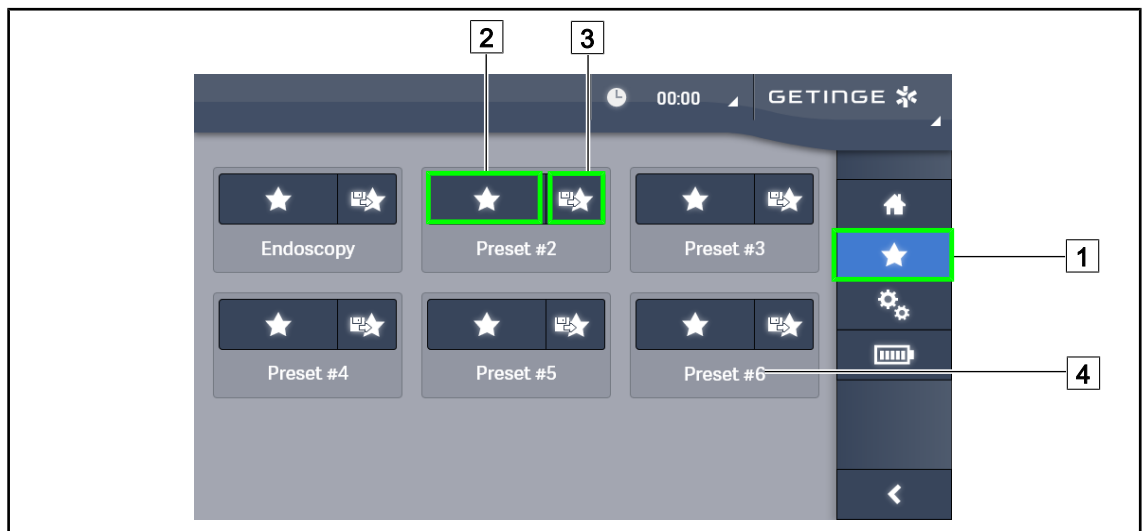 2 3
00:00 GETINGE
Endoscopy Preset #2 Preset #3
1
Preset #4 Preset #5 Preset #6
4